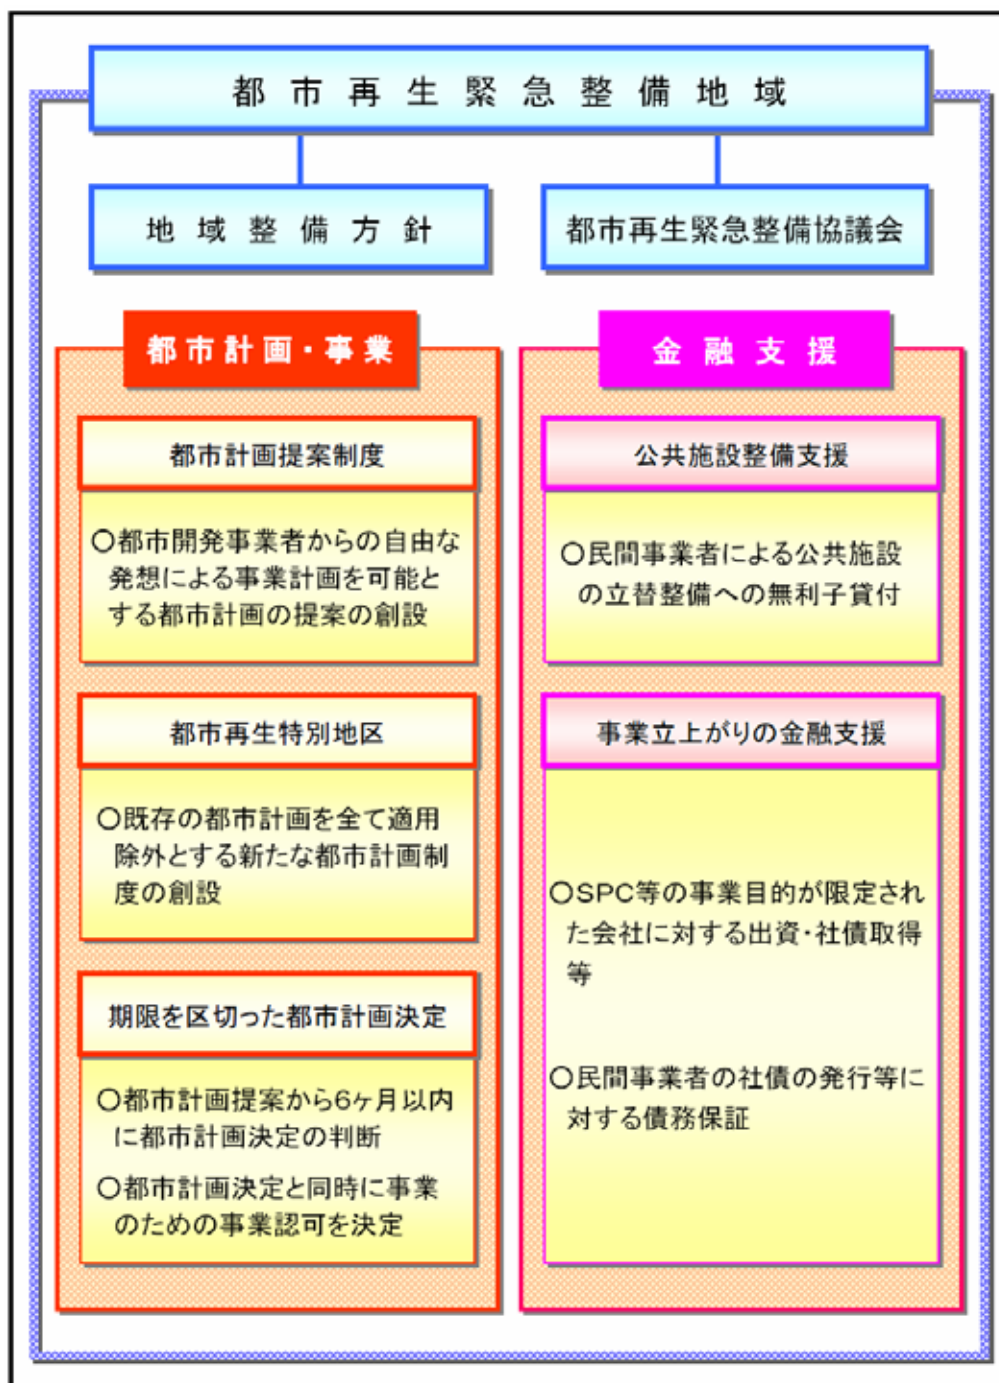 都市再生緊急整備地域
地域整備方針
都市再生緊急整備協議会
都市計画・事業
都市計画提案制度
○都市開発事業者からの自由な
発想による事業計画を可能と
する都市計画の提案の創設
都市再生特別地区
○既存の都市計画を全て適用
除外とする新たな都市計画制
度の創設
期限を区切った都市計画決定
○都市計画提案から6ヶ月以内
に都市計画決定の判断
○都市計画決定と同時に事業
のための事業認可を決定
金融支援
公共施設整備支援
○民間事業者による公共施設
の立替整備への無利子貸付
事業立上がりの金融支援
○SPC等の事業目的が限定され
た会社に対する出資・社債取得
等
○民間事業者の社債の発行等に
対する債務保証